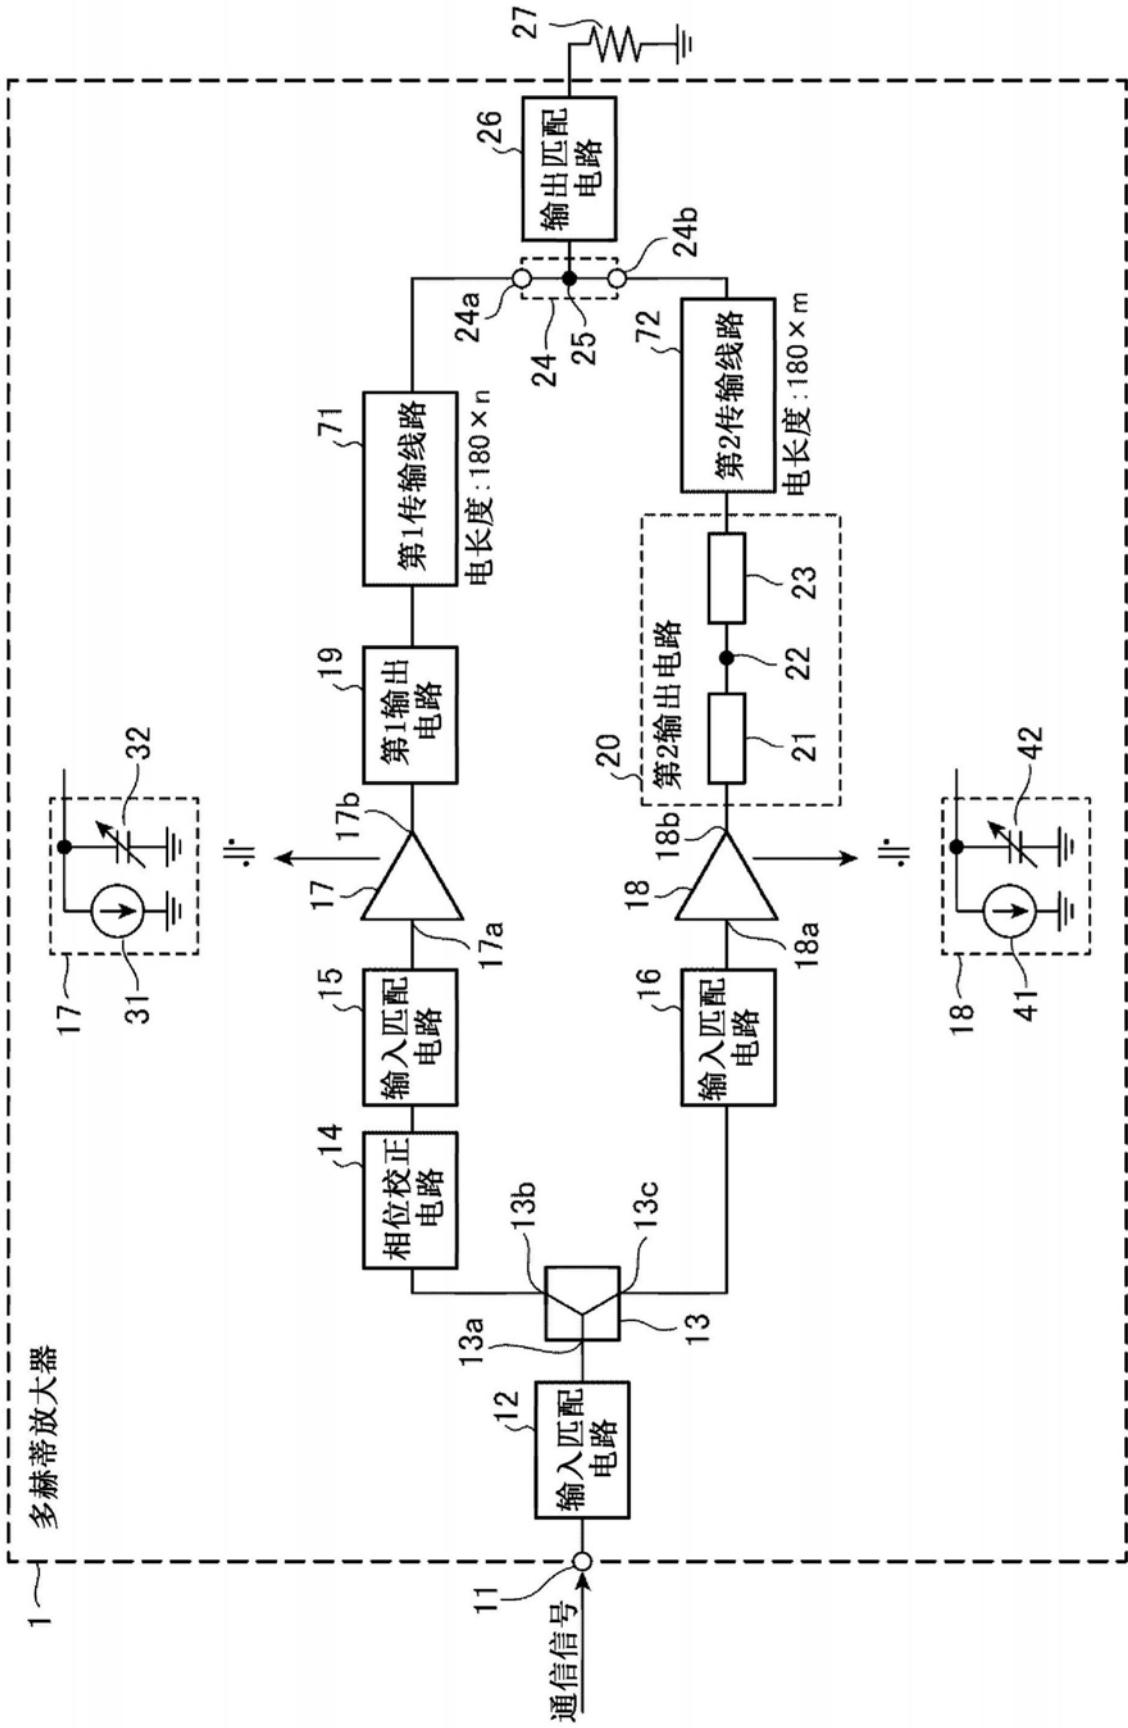 1
多赫蒂放大器
通信信号
11
12
输入匹配
电路
13a
13b
13c
13
14
相位校正
电路
15
输入匹配
电路
16
输入匹配
电路
17a
17
17b
18a
18
18b
17
31
32
18
41
42
19
第1输出
电路
20
第2输出电路
21
22
23
71
第1传输线路
电长度:180×n
72
第2传输线路
电长度:180×m
24a
24
25
24b
26
输出匹配
电路
27